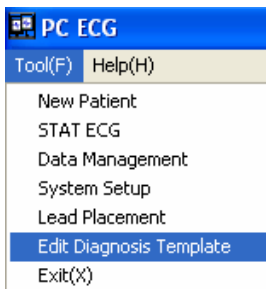 PC ECG
Tool(F) Help(H)
New Patient
STAT ECG
Data Management
System Setup
Lead Placement
Edit Diagnosis Template
Exit(X)